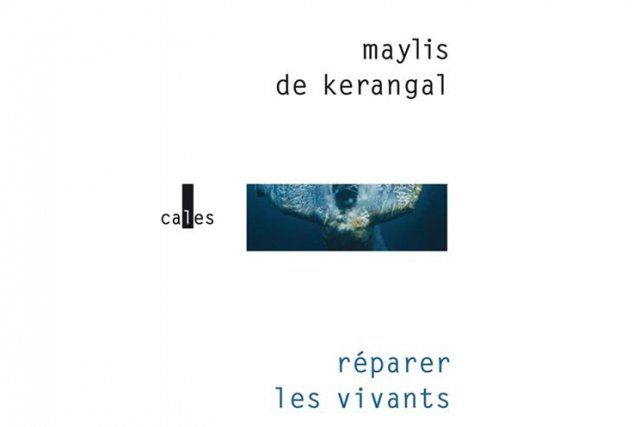 maylis
de kerangal
cales
réparer
les vivants